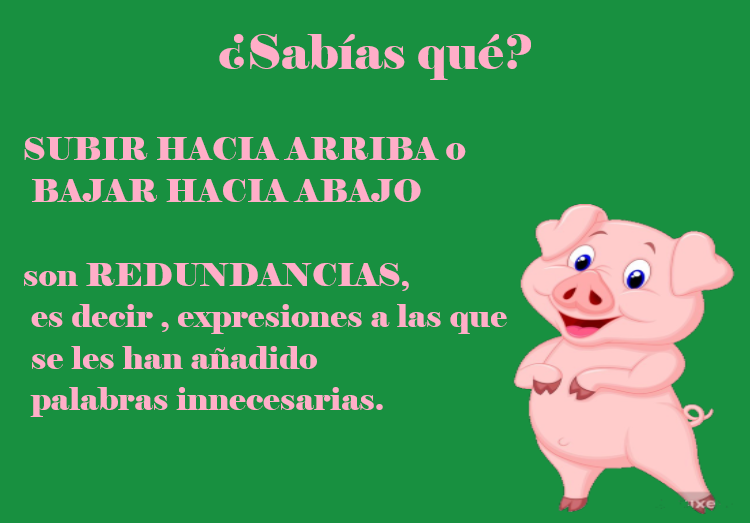 ¿Sabías qué?
SUBIR HACIA ARRIBA o
BAJAR HACIA ABAJO
son REDUNDANCIAS,
es decir , expresiones a las que
se les han añadido
palabras innecesarias.